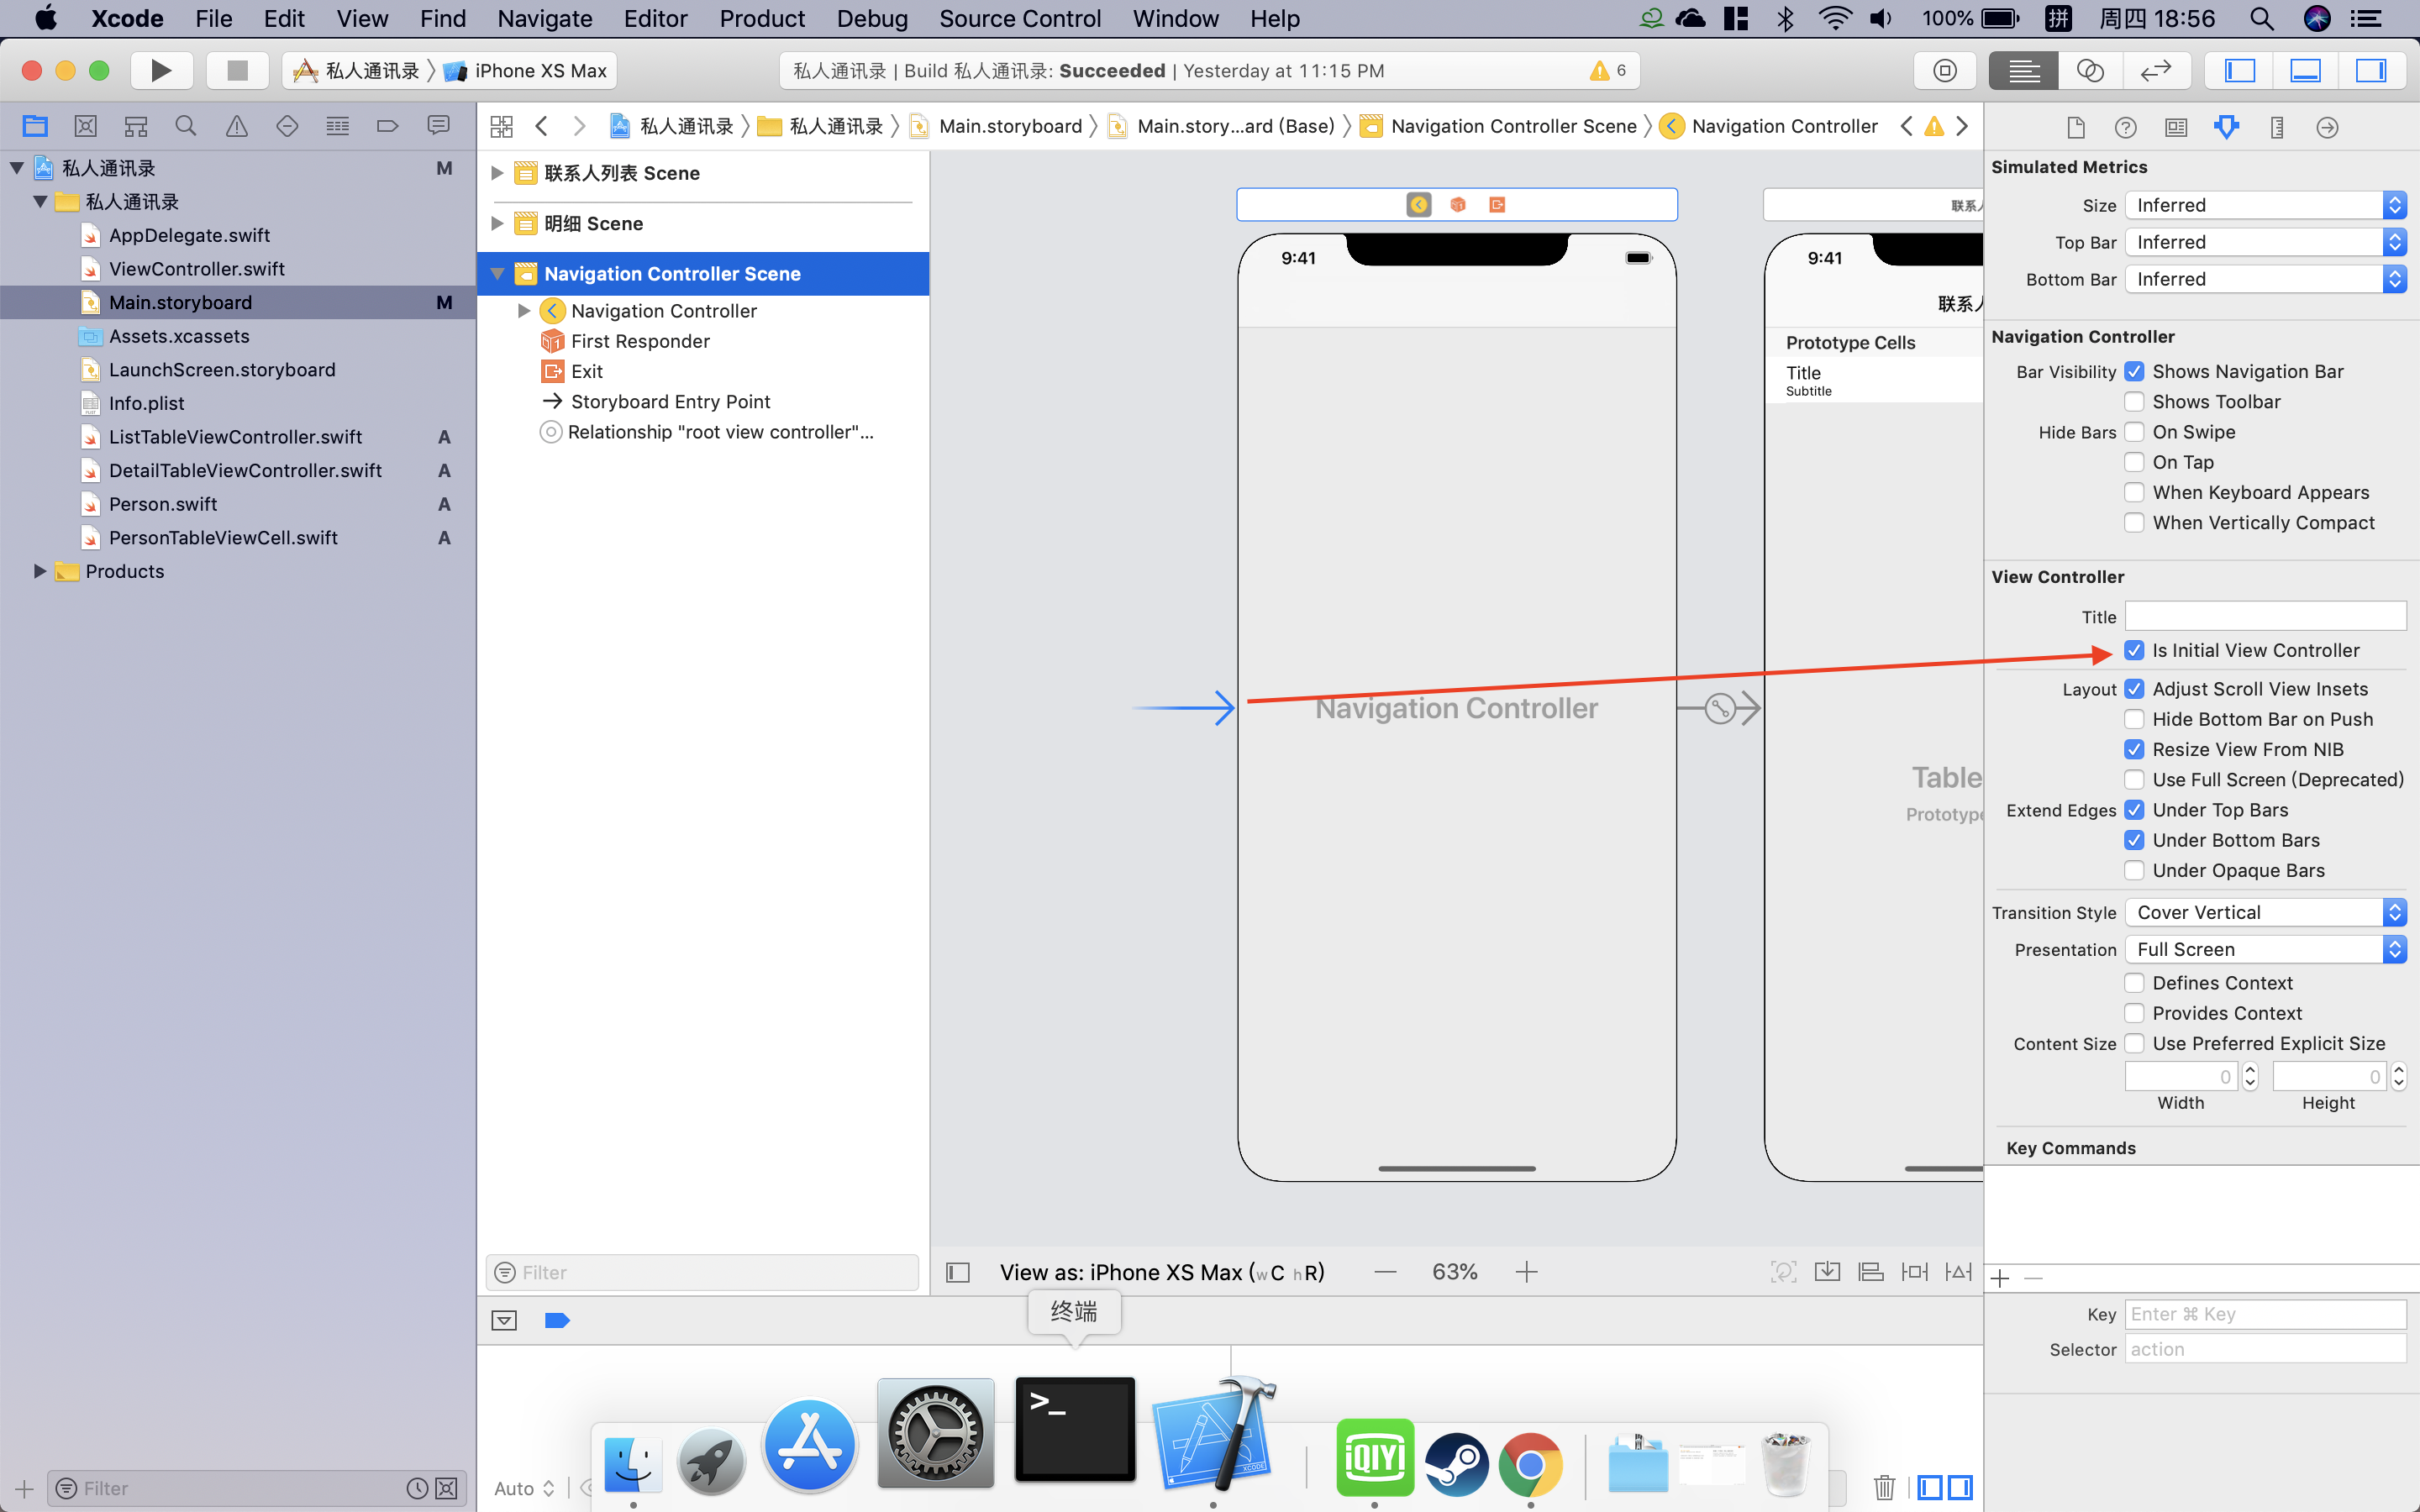 Xcode File Edit View Find Navigate Editor Product Debug Source Control Window Help 100% 拼 周四 18:56
私人通讯录 iPhone XS Max
私人通讯录 | Build 私人通讯录: Succeeded | Yesterday at 11:15 PM 6
私人通讯录 M
私人通讯录
AppDelegate.swift
ViewController.swift
Main.storyboard M
Assets.xcassets
LaunchScreen.storyboard
Info.plist
ListTableViewController.swift A
DetailTableViewController.swift A
Person.swift A
PersonTableViewCell.swift A
Products
Filter
私人通讯录 私人通讯录 Main.storyboard Main.story...ard (Base) Navigation Controller Scene Navigation Controller
联系人列表 Scene
明细 Scene
Navigation Controller Scene
Navigation Controller
First Responder
Exit
Storyboard Entry Point
Relationship "root view controller"...
Filter
9:41
Navigation Controller
联系人
9:41
联系人
Prototype Cells
Title
Subtitle
Table
Prototype
View as: iPhone XS Max (wC hR) 63%
终端
>_
XCODE
iQIYI
Auto
Simulated Metrics
Size Inferred
Top Bar Inferred
Bottom Bar Inferred
Navigation Controller
Bar Visibility Shows Navigation Bar
Shows Toolbar
Hide Bars On Swipe
On Tap
When Keyboard Appears
When Vertically Compact
View Controller
Title
Is Initial View Controller
Layout Adjust Scroll View Insets
Hide Bottom Bar on Push
Resize View From NIB
Use Full Screen (Deprecated)
Extend Edges Under Top Bars
Under Bottom Bars
Under Opaque Bars
Transition Style Cover Vertical
Presentation Full Screen
Defines Context
Provides Context
Content Size Use Preferred Explicit Size
0 0
Width Height
Key Commands
Key Enter ⌘ Key
Selector action